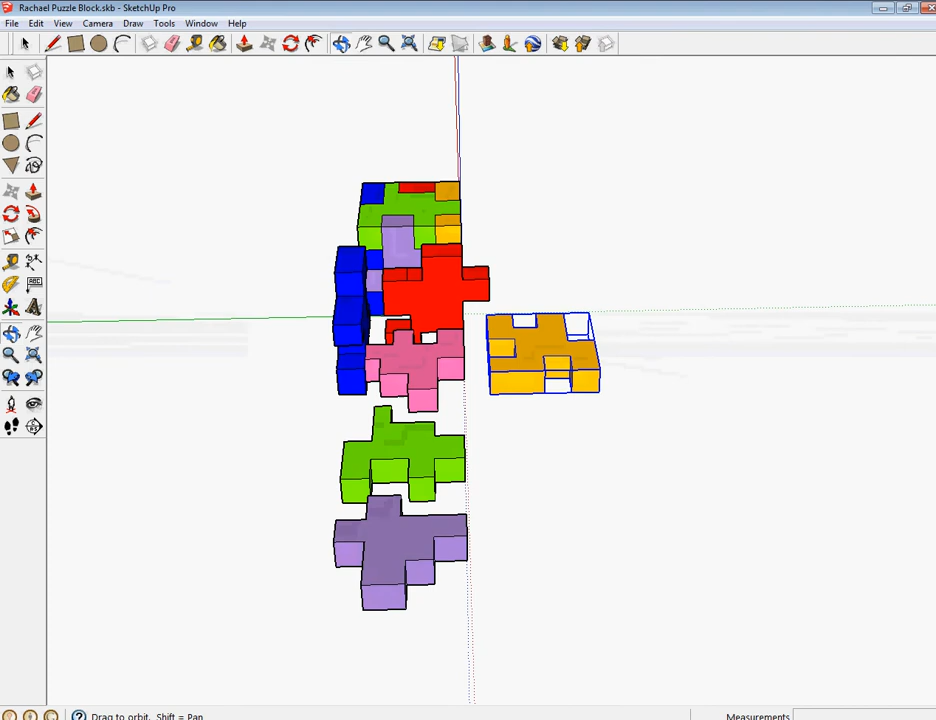 Rachael Puzzle Block.skb - SketchUp Pro
File Edit View Camera Draw Tools Window Help
Drag to orbit. Shift = Pan
Measurements